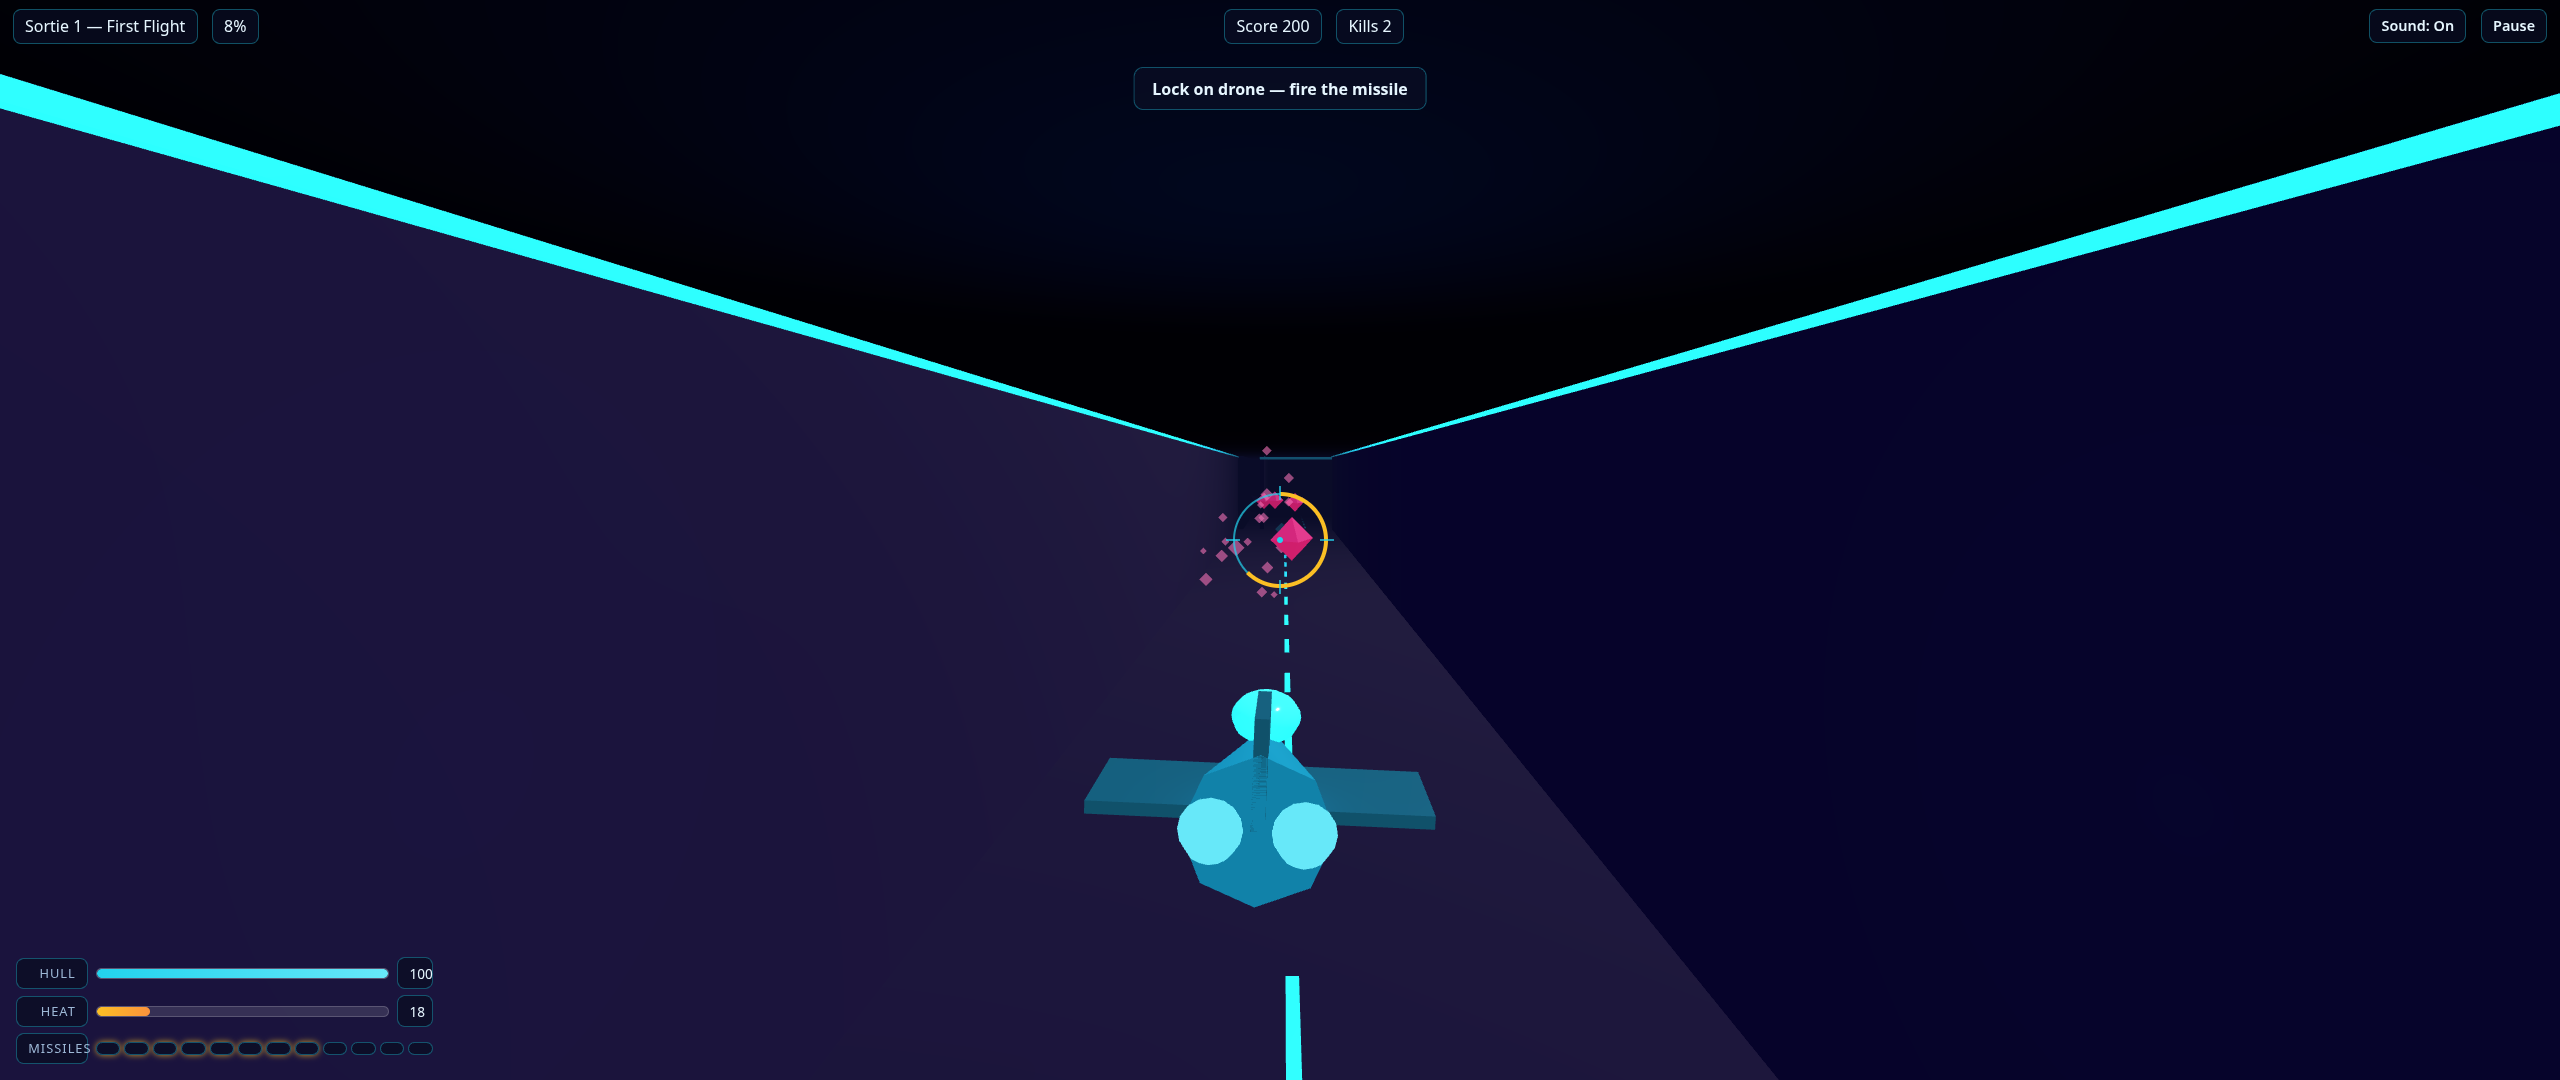 Sortie 1 — First Flight
8%
Score 200
Kills 2
Sound: On
Pause
Lock on drone — fire the missile
HULL
100
HEAT
18
MISSILES